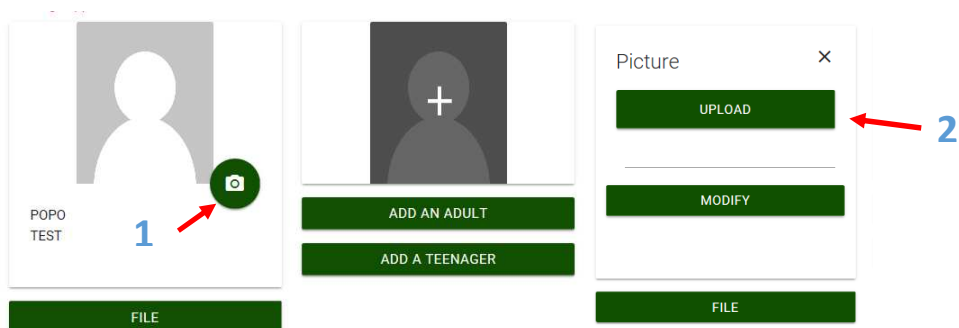 POPO
TEST
1
FILE
ADD AN ADULT
ADD A TEENAGER
Picture
UPLOAD
2
MODIFY
FILE